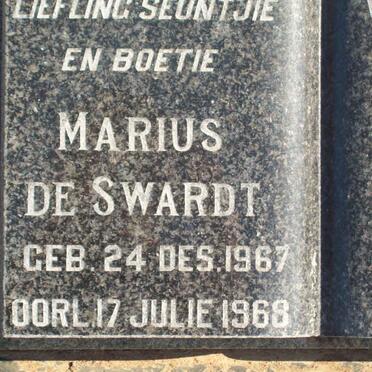 LIEFLING SEUNTJIE
EN BOETIE
MARIUS
DE SWARDT
GEB. 24 DES. 1967
OORL. 17 JULIE 1968